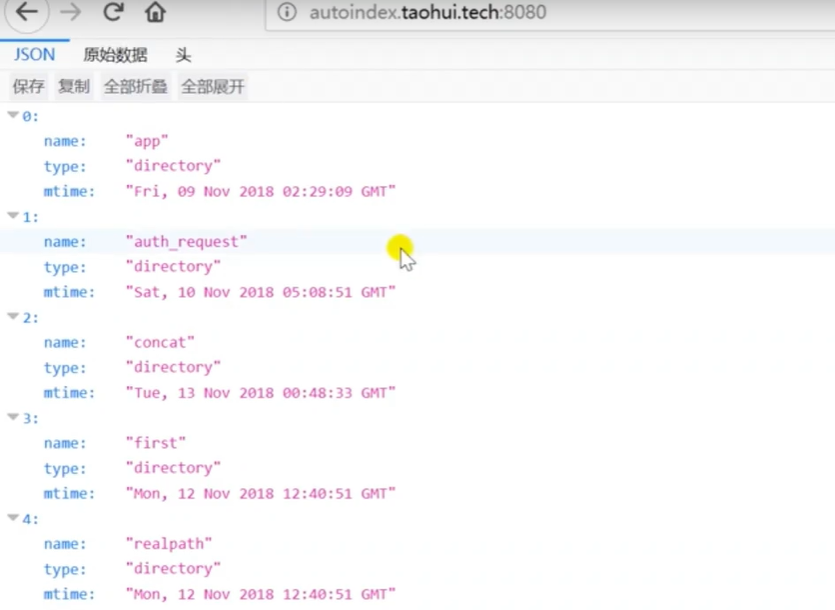 autoindex.taohui.tech:8080
JSON 原始数据 头
保存 复制 全部折叠 全部展开
0:
name: "app"
type: "directory"
mtime: "Fri, 09 Nov 2018 02:29:09 GMT"
1:
name: "auth_request"
type: "directory"
mtime: "Sat, 10 Nov 2018 05:08:51 GMT"
2:
name: "concat"
type: "directory"
mtime: "Tue, 13 Nov 2018 00:48:33 GMT"
3:
name: "first"
type: "directory"
mtime: "Mon, 12 Nov 2018 12:40:51 GMT"
4:
name: "realpath"
type: "directory"
mtime: "Mon, 12 Nov 2018 12:40:51 GMT"